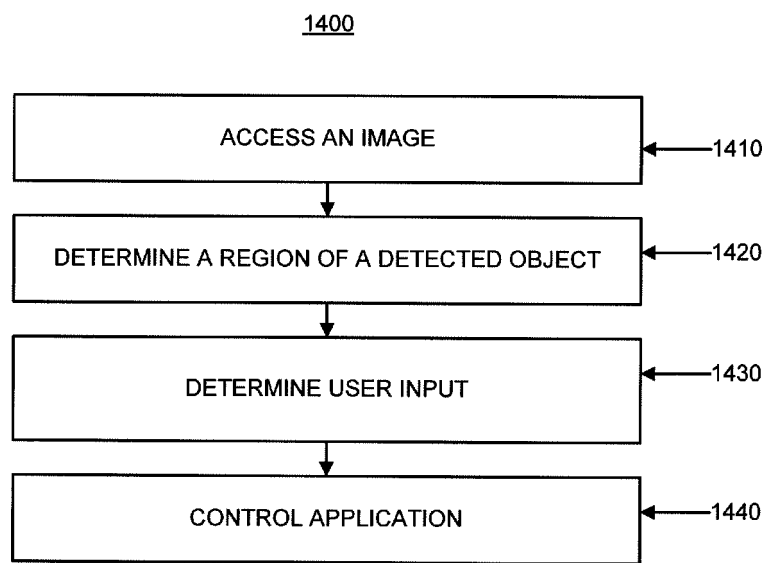 1400
ACCESS AN IMAGE
1410
DETERMINE A REGION OF A DETECTED OBJECT
1420
DETERMINE USER INPUT
1430
CONTROL APPLICATION
1440